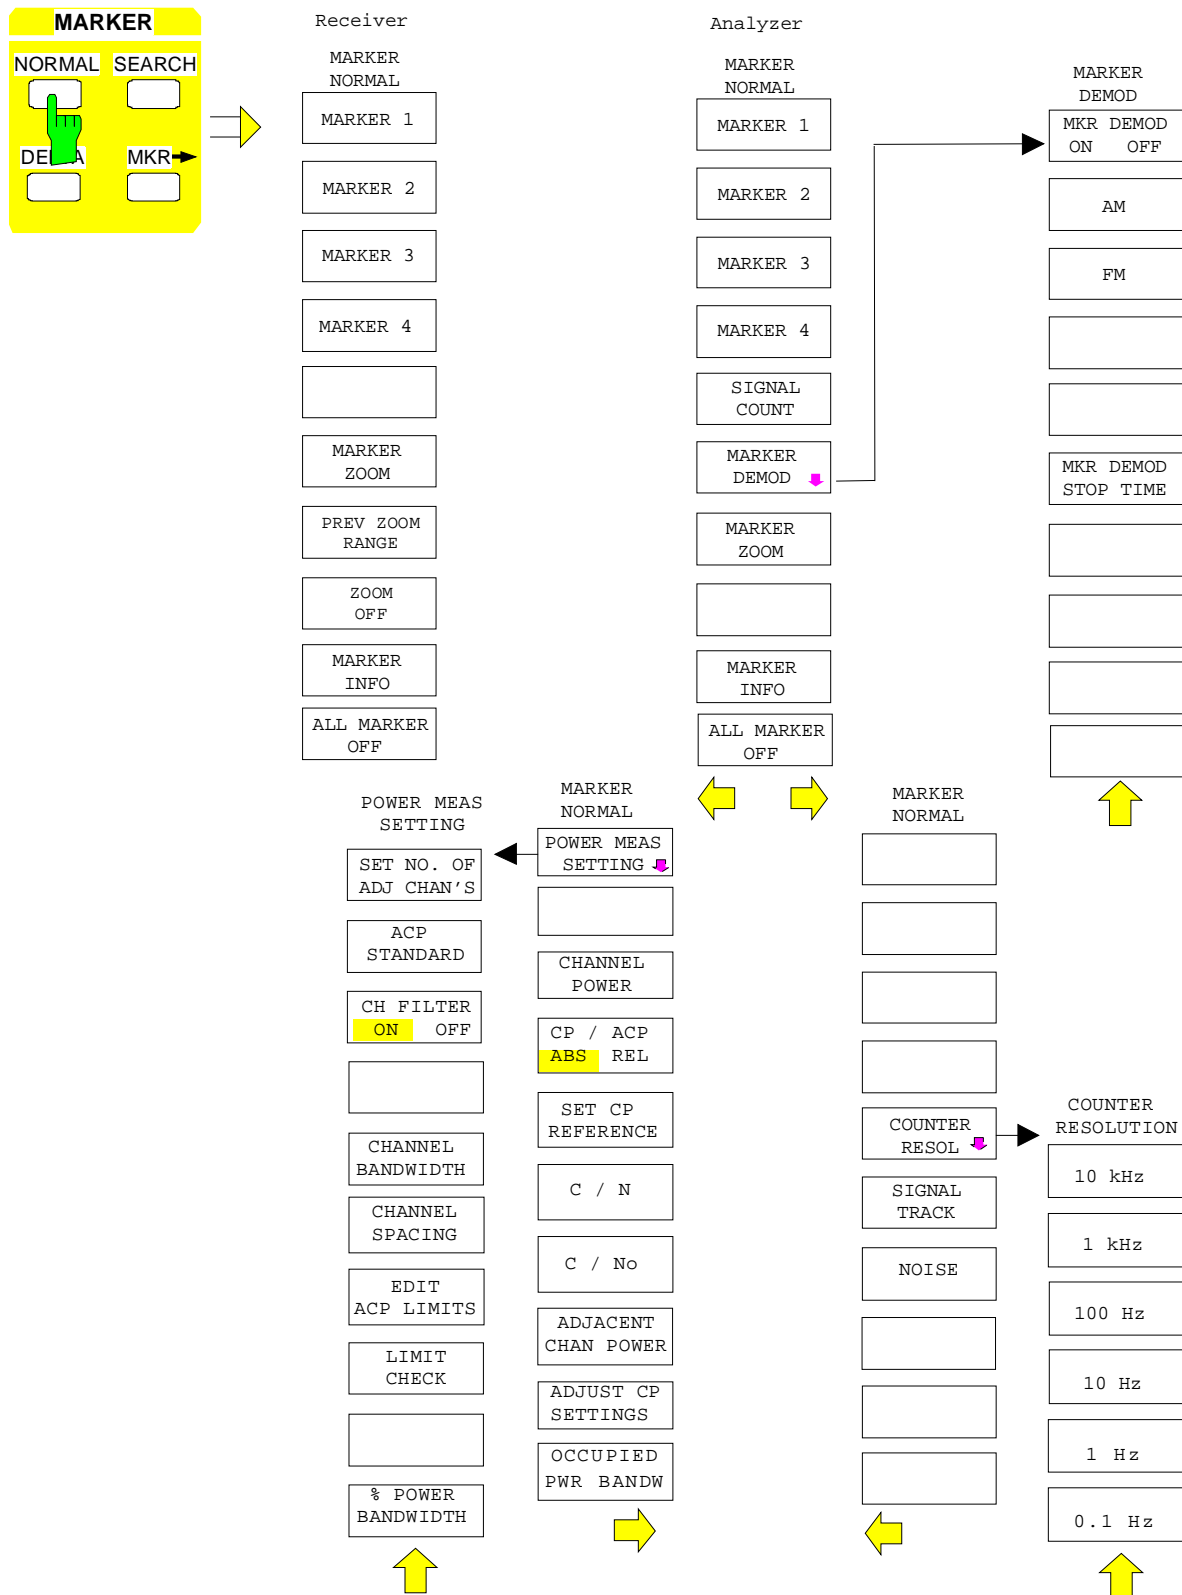 MARKER
NORMAL SEARCH
MKR
Receiver
MARKER
NORMAL
MARKER 1
MARKER 2
MARKER 3
MARKER 4
MARKER
ZOOM
PREV ZOOM
RANGE
ZOOM
OFF
MARKER
INFO
ALL MARKER
OFF
Analyzer
MARKER
NORMAL
MARKER 1
MARKER 2
MARKER 3
MARKER 4
SIGNAL
COUNT
MARKER
DEMOD
MARKER
ZOOM
MARKER
INFO
ALL MARKER
OFF
MARKER
DEMOD
MKR DEMOD
ON OFF
AM
FM
MKR DEMOD
STOP TIME
POWER MEAS
SETTING
SET NO. OF
ADJ CHAN'S
ACP
STANDARD
CH FILTER
ON OFF
CHANNEL
BANDWIDTH
CHANNEL
SPACING
EDIT
ACP LIMITS
LIMIT
CHECK
% POWER
BANDWIDTH
MARKER
NORMAL
POWER MEAS
SETTING
CHANNEL
POWER
CP / ACP
ABS REL
SET CP
REFERENCE
C / N
C / No
ADJACENT
CHAN POWER
ADJUST CP
SETTINGS
OCCUPIED
PWR BANDW
MARKER
NORMAL
COUNTER
RESOL
SIGNAL
TRACK
NOISE
COUNTER
RESOLUTION
10 kHz
1 kHz
100 Hz
10 Hz
1 Hz
0.1 Hz